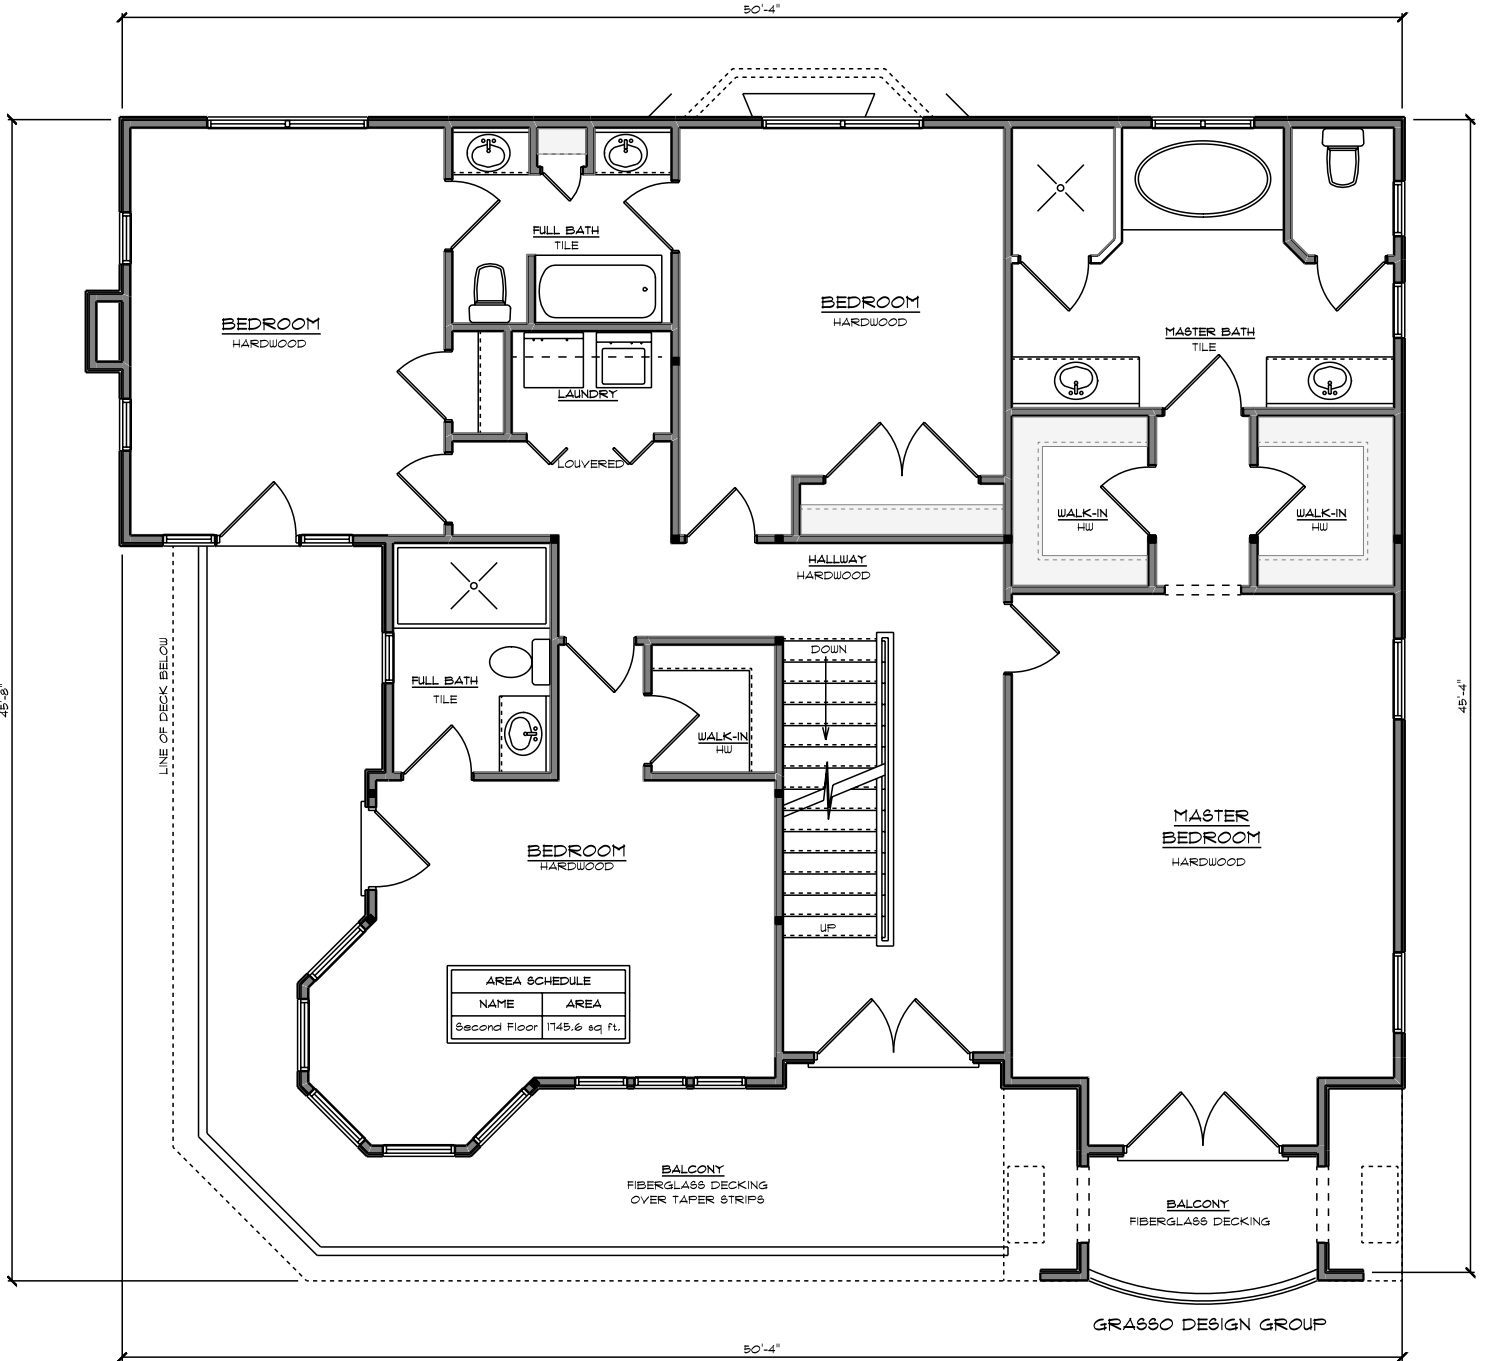 50'-4"
FULL BATH
TILE
BEDROOM
HARDWOOD
BEDROOM
HARDWOOD
MASTER BATH
TILE
LAUNDRY
LOUVERED
WALK-IN
HW
WALK-IN
HW
HALLWAY
HARDWOOD
LINE OF DECK BELOW
45'-8"
45'-4"
DOWN
FULL BATH
TILE
WALK-IN
HW
MASTER
BEDROOM
HARDWOOD
BEDROOM
HARDWOOD
UP
AREA SCHEDULE
NAME AREA
Second Floor 1745.6 sq ft.
BALCONY
FIBERGLASS DECKING
OVER TAPER STRIPS
BALCONY
FIBERGLASS DECKING
GRASSO DESIGN GROUP
50'-4"